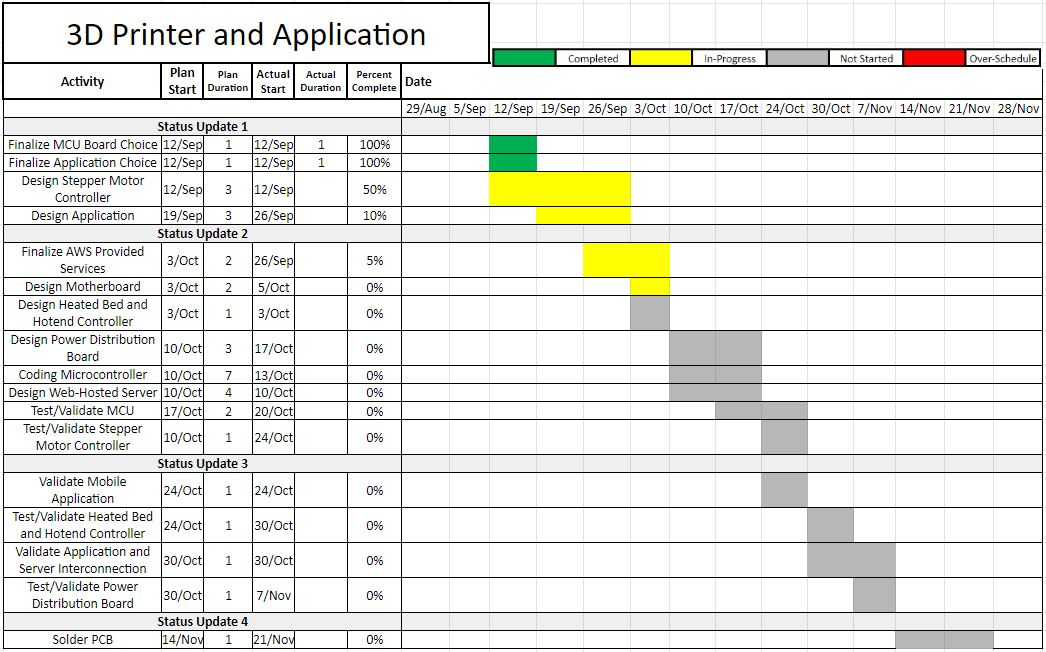 3D Printer and Application
Completed In-Progress Not Started Over-Schedule
Activity Plan Start Plan Duration Actual Start Actual Duration Percent Complete Date
29/Aug 5/Sep 12/Sep 19/Sep 26/Sep 3/Oct 10/Oct 17/Oct 24/Oct 30/Oct 7/Nov 14/Nov 21/Nov 28/Nov
Status Update 1
Finalize MCU Board Choice 12/Sep 1 12/Sep 1 100%
Finalize Application Choice 12/Sep 1 12/Sep 1 100%
Design Stepper Motor
Controller 12/Sep 3 12/Sep 50%
Design Application 19/Sep 3 26/Sep 10%
Status Update 2
Finalize AWS Provided
Services 3/Oct 2 26/Sep 5%
Design Motherboard 3/Oct 2 5/Oct 0%
Design Heated Bed and
Hotend Controller 3/Oct 1 3/Oct 0%
Design Power Distribution
Board 10/Oct 3 17/Oct 0%
Coding Microcontroller 10/Oct 7 13/Oct 0%
Design Web-Hosted Server 10/Oct 4 10/Oct 0%
Test/Validate MCU 17/Oct 2 20/Oct 0%
Test/Validate Stepper
Motor Controller 10/Oct 1 24/Oct 0%
Status Update 3
Validate Mobile
Application 24/Oct 1 24/Oct 0%
Test/Validate Heated Bed
and Hotend Controller 24/Oct 1 30/Oct 0%
Validate Application and
Server Interconnection 30/Oct 1 30/Oct 0%
Test/Validate Power
Distribution Board 30/Oct 1 7/Nov 0%
Status Update 4
Solder PCB 14/Nov 1 21/Nov 0%